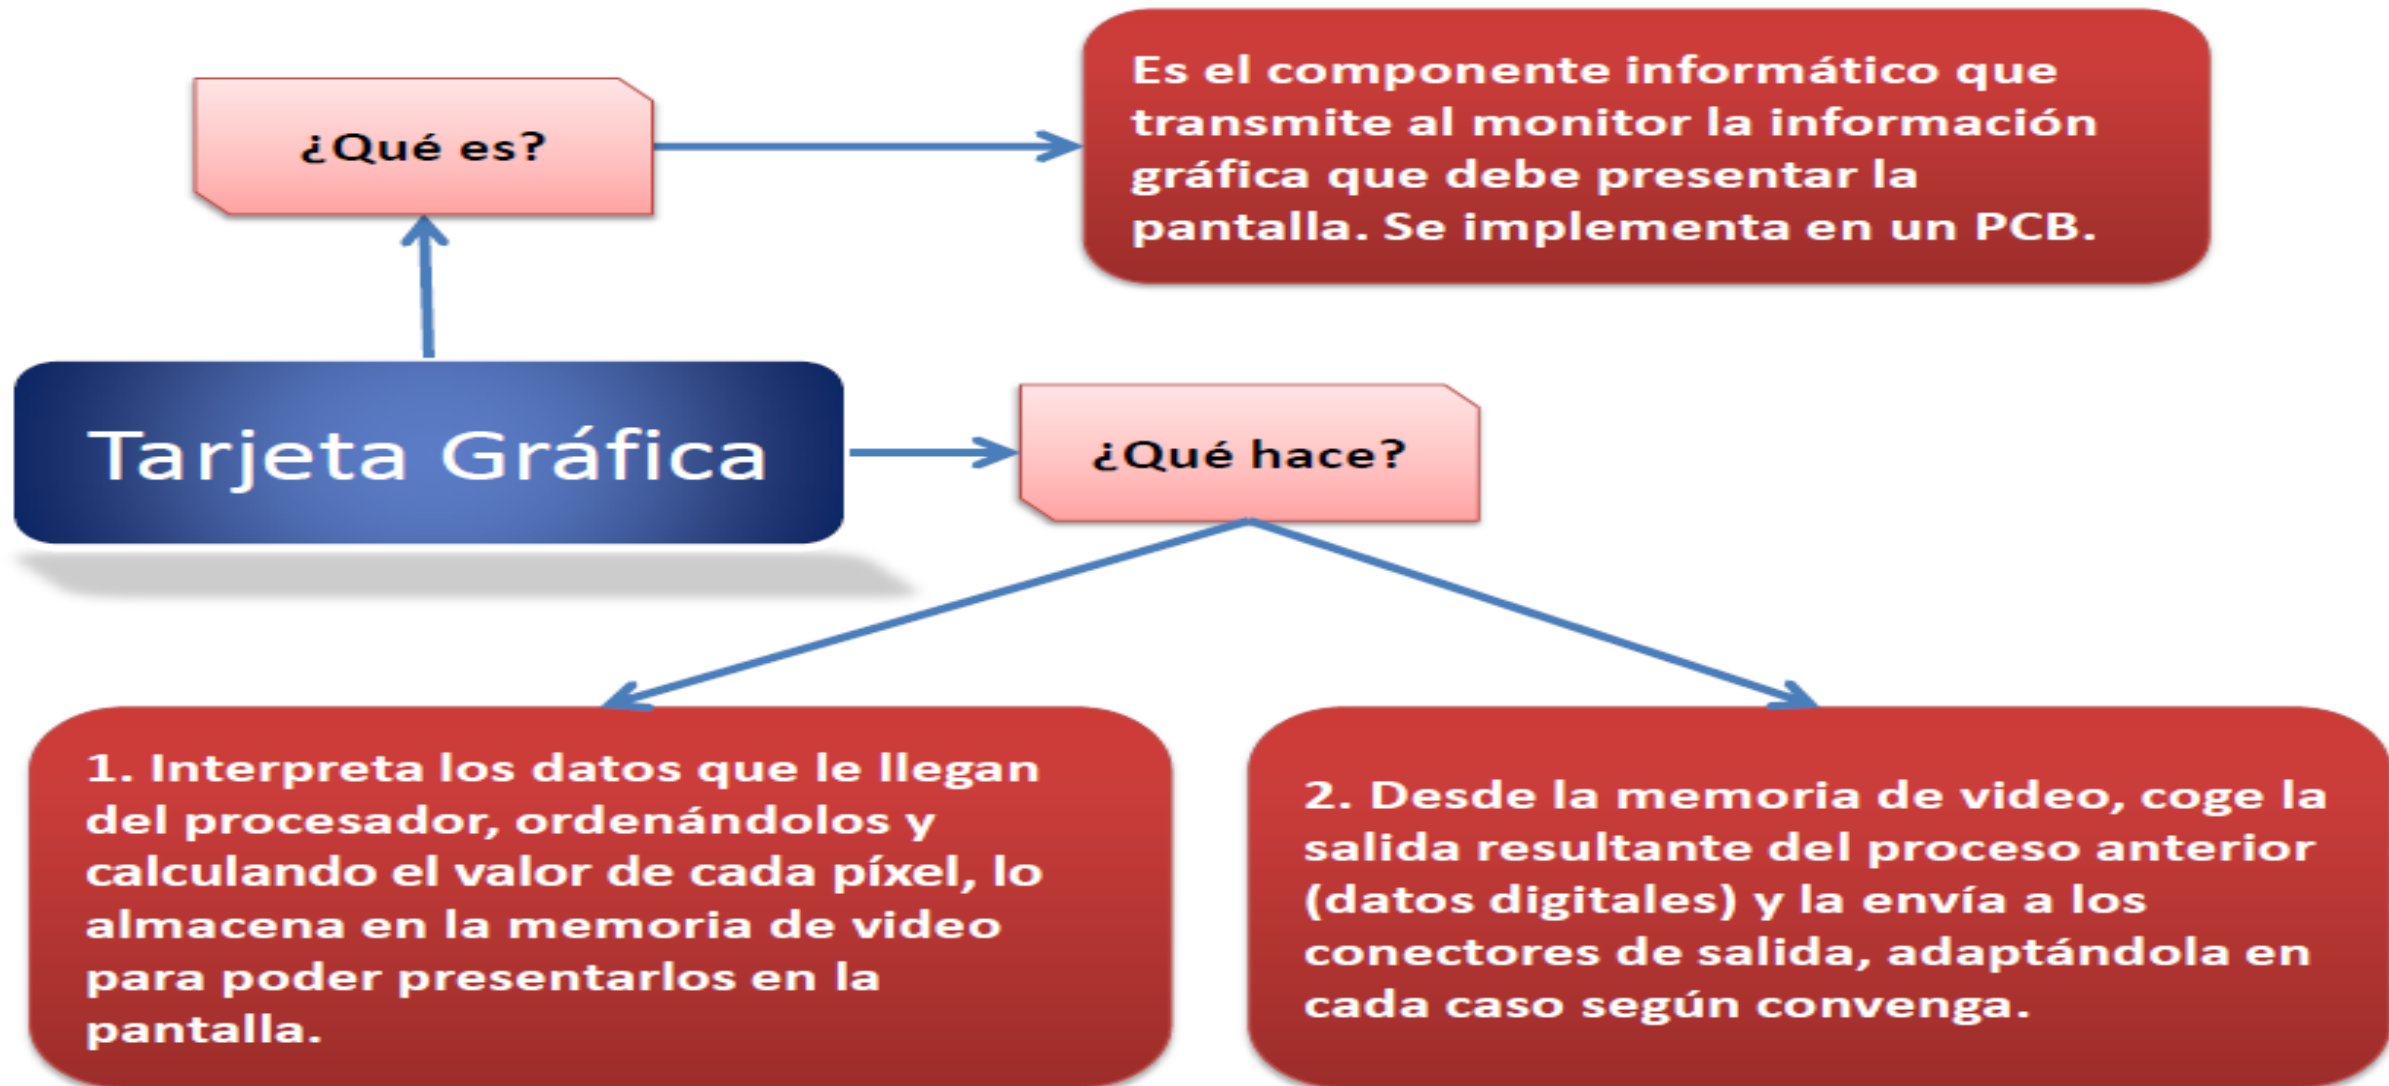 ¿Qué es?
Es el componente informático que
transmite al monitor la información
gráfica que debe presentar la
pantalla. Se implementa en un PCB.
Tarjeta Gráfica
¿Qué hace?
1. Interpreta los datos que le llegan
del procesador, ordenándolos y
calculando el valor de cada píxel, lo
almacena en la memoria de video
para poder presentarlos en la
pantalla.
2. Desde la memoria de video, coge la
salida resultante del proceso anterior
(datos digitales) y la envía a los
conectores de salida, adaptándola en
cada caso según convenga.